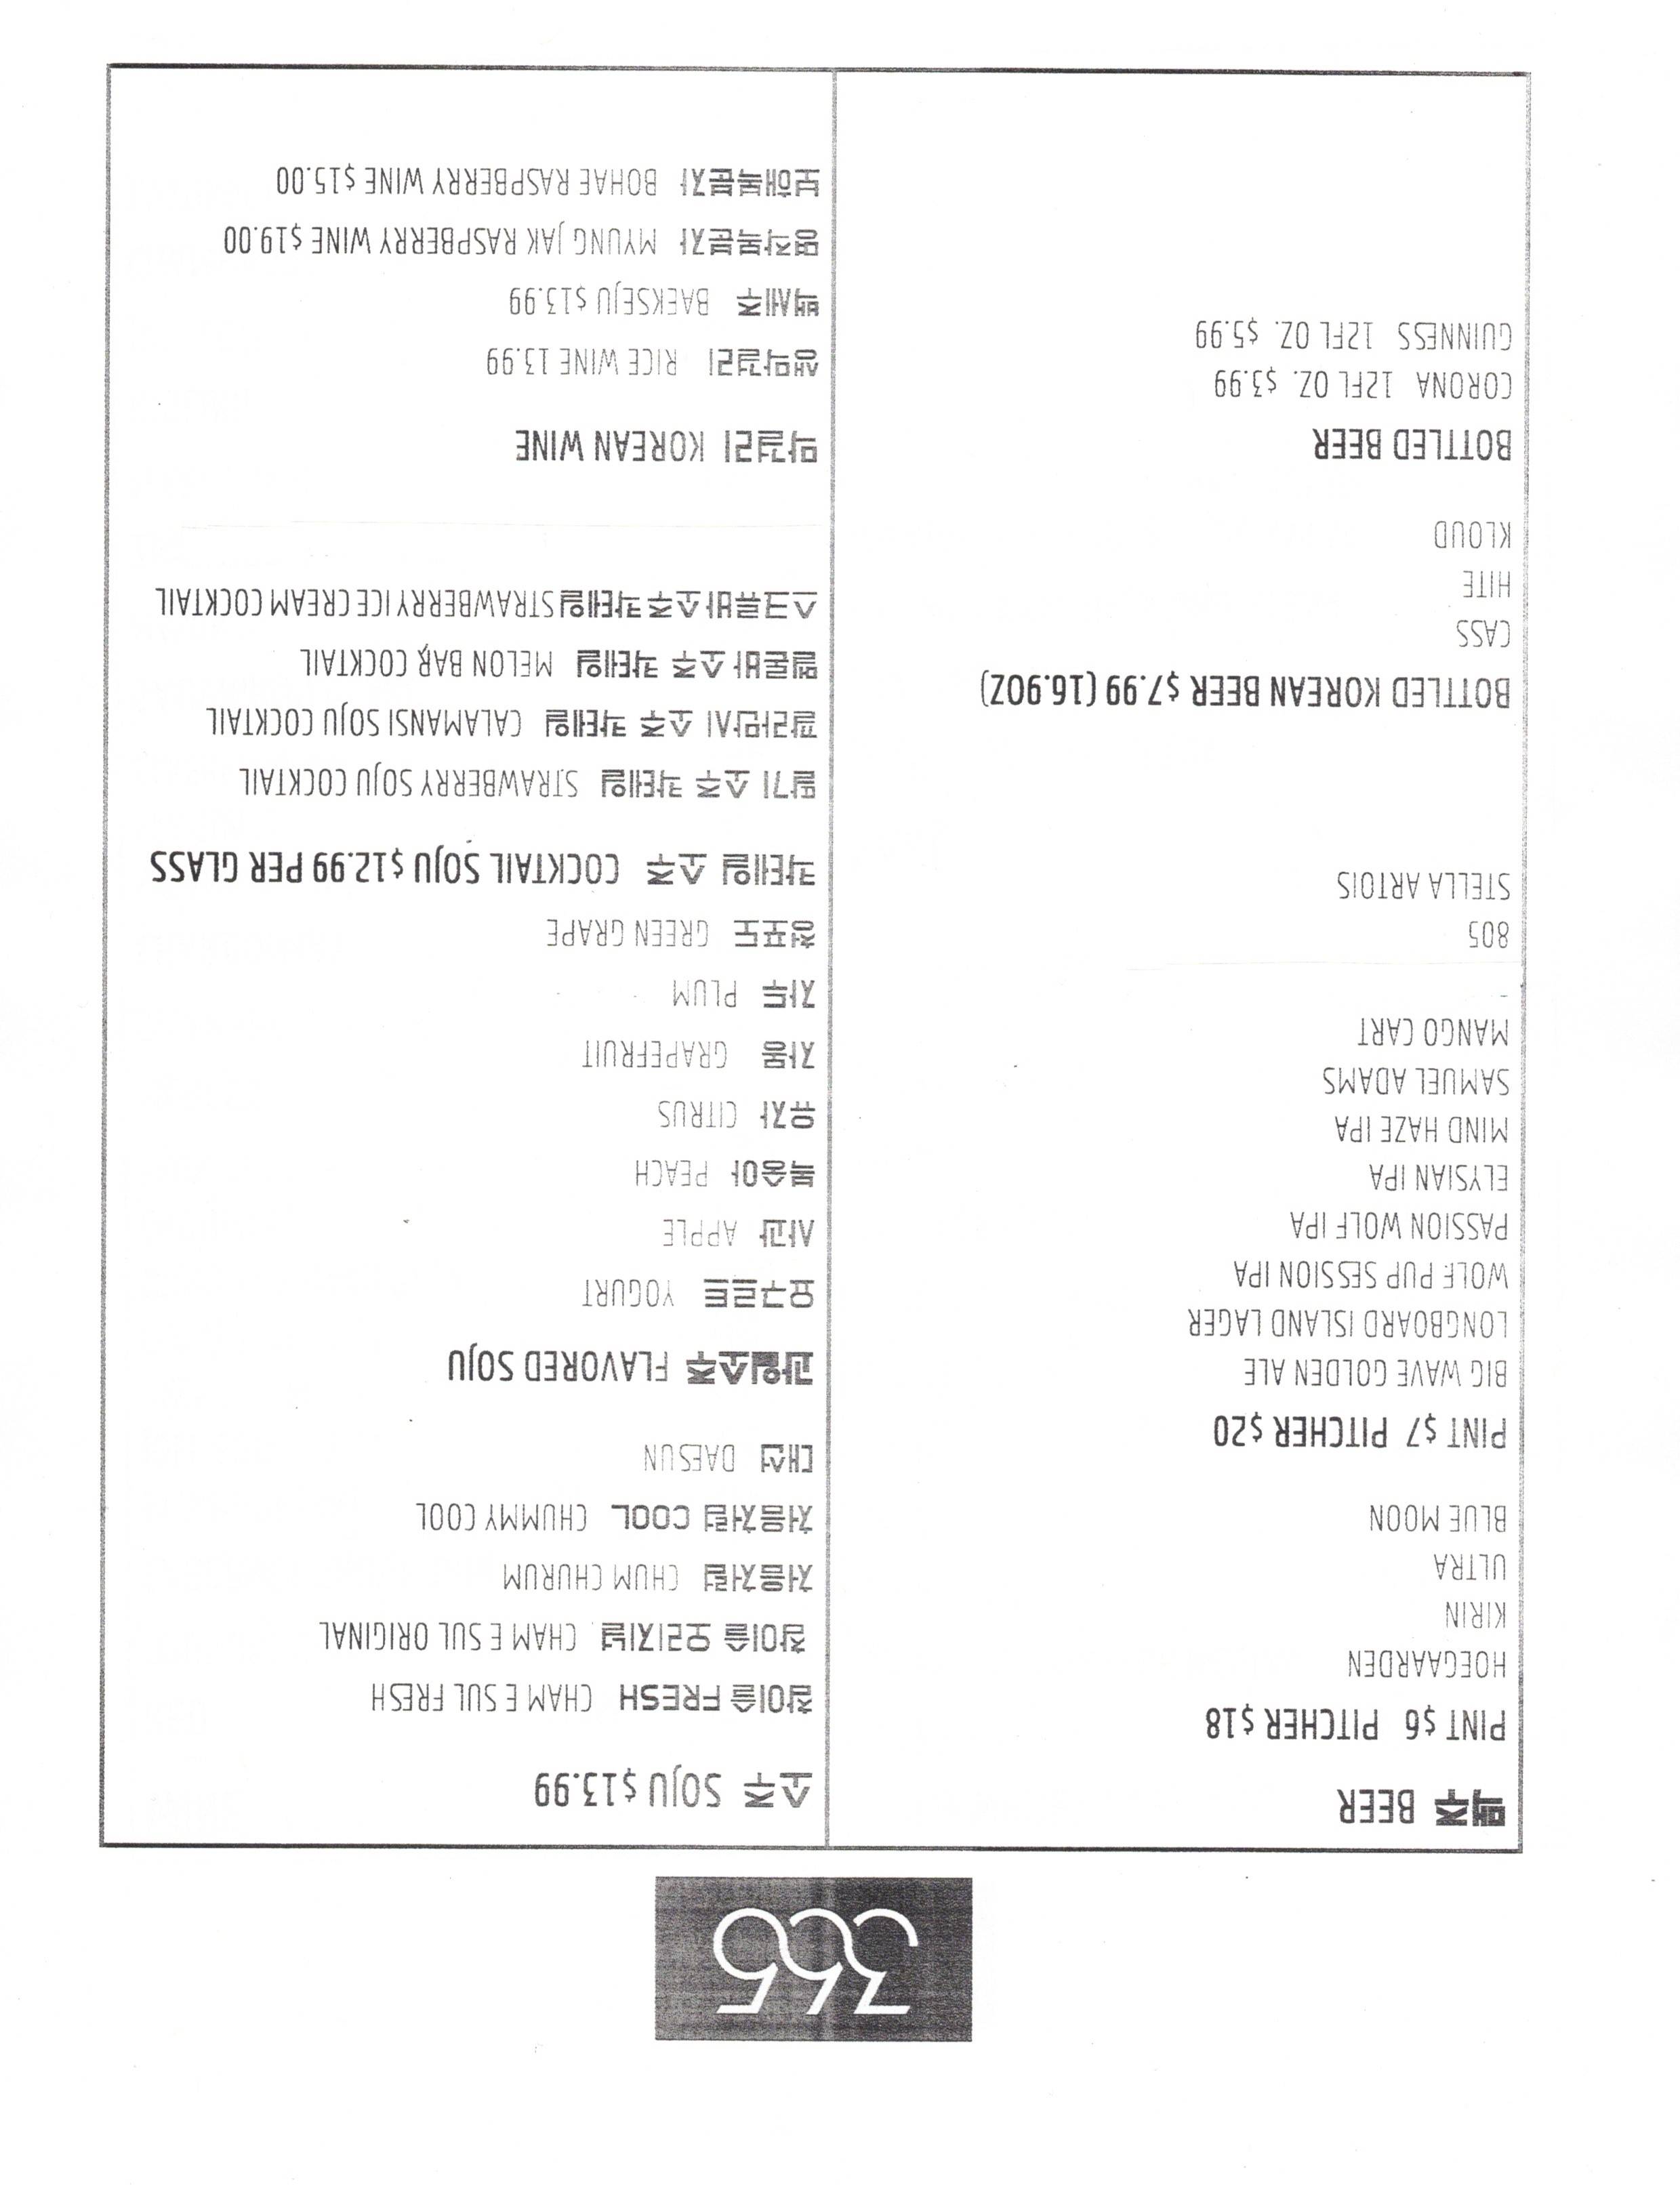 365
맥주 BEER
PINT $6 PITCHER $18
HOEGAARDEN
KIRIN
ULTRA
BLUE MOON
PINT $7 PITCHER $20
BIG WAVE GOLDEN ALE
LONGBOARD ISLAND LAGER
WOLF PUP SESSION IPA
PASSION WOLF IPA
ELYSIAN IPA
MIND HAZE IPA
SAMUEL ADAMS
MANGO CART
805
STELLA ARTOIS
BOTTLED KOREAN BEER $7.99 (16.9OZ)
CASS
HITE
KLOUD
BOTTLED BEER
CORONA 12FL OZ. $3.99
GUINNESS 12FL OZ. $5.99
소주 SOJU $13.99
참이슬 FRESH CHAM E SUL FRESH
참이슬 오리지널 CHAM E SUL ORIGINAL
처음처럼 CHUM CHURUM
처음처럼 COOL CHUMMY COOL
대선 DAESUN
과일소주 FLAVORED SOJU
요구르트 YOGURT
사과 APPLE
복숭아 PEACH
유자 CITRUS
자몽 GRAPEFRUIT
자두 PLUM
청포도 GREEN GRAPE
칵테일 소주 COCKTAIL SOJU $12.99 PER GLASS
딸기 소주 칵테일 STRAWBERRY SOJU COCKTAIL
깔라만시 소주 칵테일 CALAMANSI SOJU COCKTAIL
멜론바 소주 칵테일 MELON BAR COCKTAIL
스크류바 소주 칵테일 STRAWBERRY ICE CREAM COCKTAIL
막걸리 KOREAN WINE
생막걸리 RICE WINE 13.99
백세주 BAEKSEJU $13.99
명작복분자 MYUNG JAK RASPBERRY WINE $19.00
보해복분자 BOHAE RASPBERRY WINE $15.00